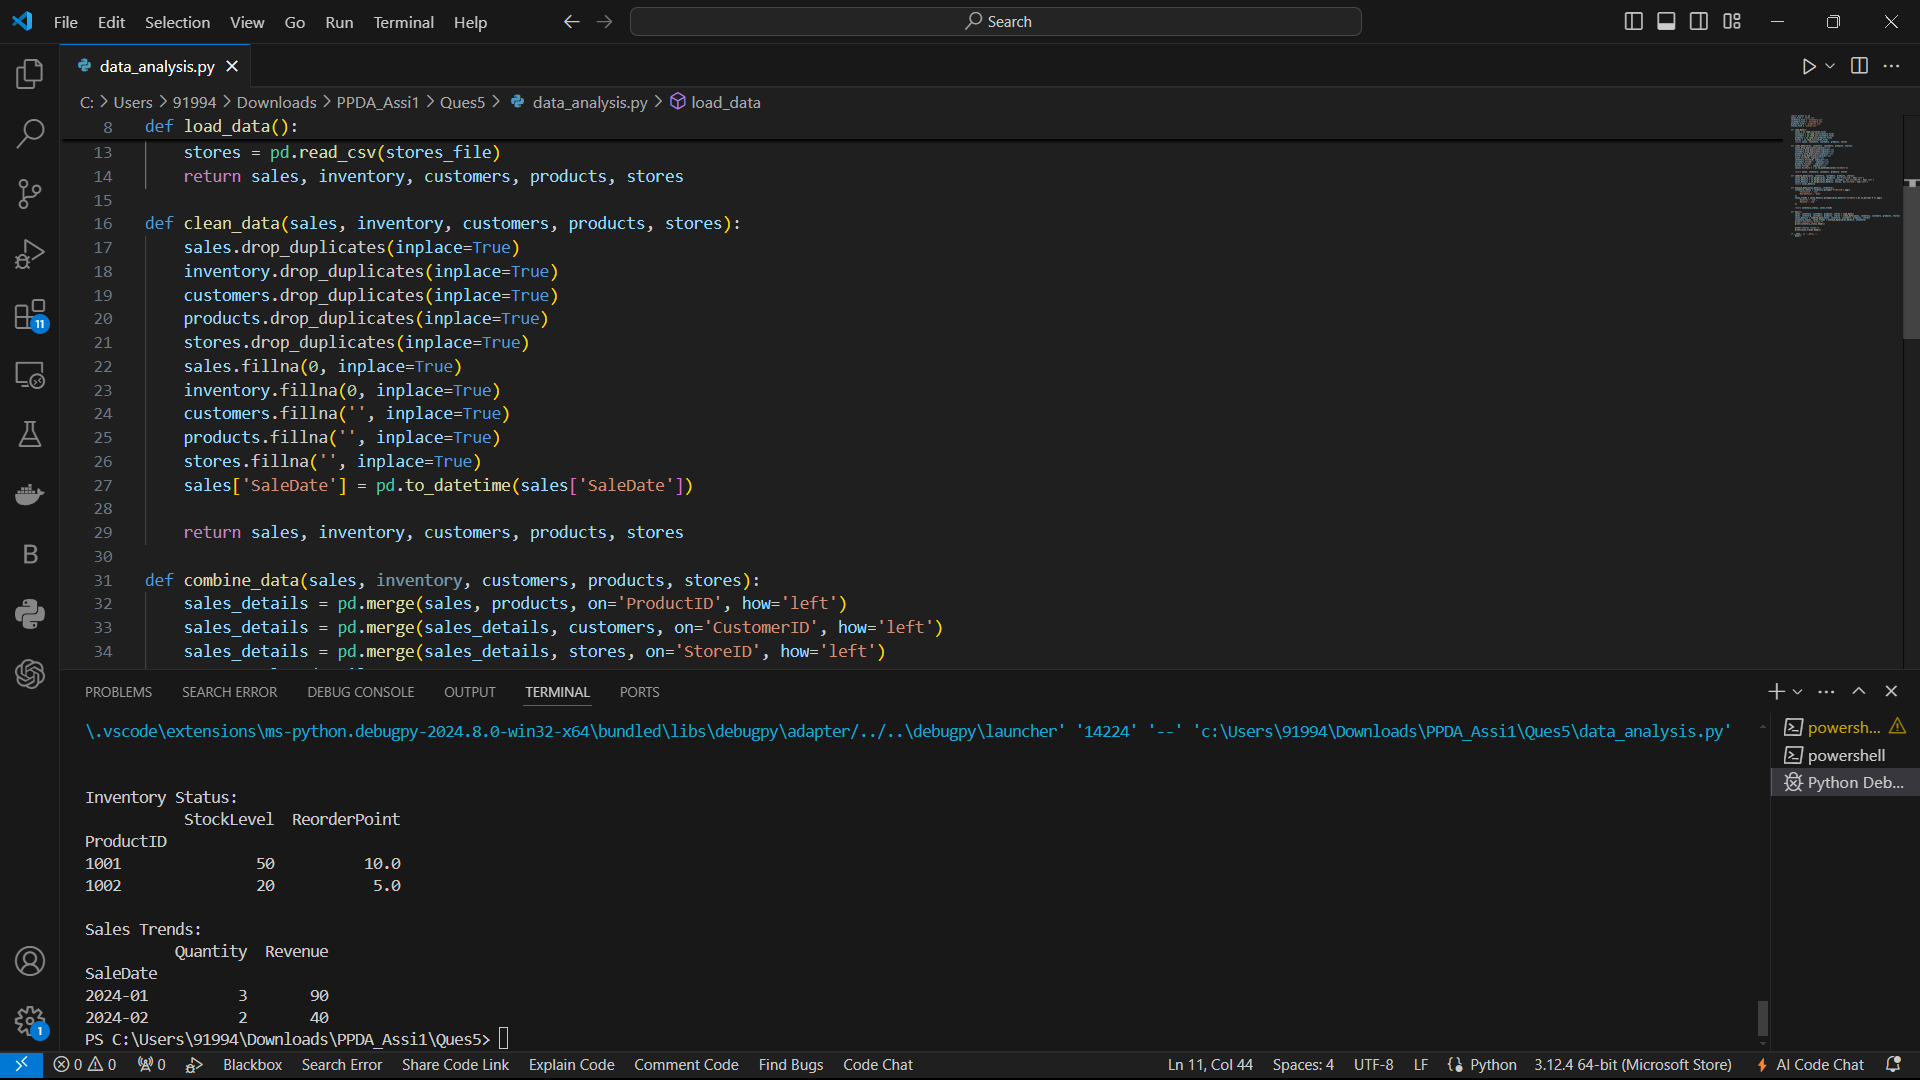 File Edit Selection View Go Run Terminal Help
Search
data_analysis.py
C: > Users > 91994 > Downloads > PPDA_Assi1 > Ques5 > data_analysis.py > load_data
8 def load_data():
13 stores = pd.read_csv(stores_file)
14 return sales, inventory, customers, products, stores
15
16 def clean_data(sales, inventory, customers, products, stores):
17 sales.drop_duplicates(inplace=True)
18 inventory.drop_duplicates(inplace=True)
19 customers.drop_duplicates(inplace=True)
20 products.drop_duplicates(inplace=True)
21 stores.drop_duplicates(inplace=True)
22 sales.fillna(0, inplace=True)
23 inventory.fillna(0, inplace=True)
24 customers.fillna('', inplace=True)
25 products.fillna('', inplace=True)
26 stores.fillna('', inplace=True)
27 sales['SaleDate'] = pd.to_datetime(sales['SaleDate'])
28
29 return sales, inventory, customers, products, stores
30
31 def combine_data(sales, inventory, customers, products, stores):
32 sales_details = pd.merge(sales, products, on='ProductID', how='left')
33 sales_details = pd.merge(sales_details, customers, on='CustomerID', how='left')
34 sales_details = pd.merge(sales_details, stores, on='StoreID', how='left')
11
B
1
PROBLEMS SEARCH ERROR DEBUG CONSOLE OUTPUT TERMINAL PORTS
\.vscode\extensions\ms-python.debugpy-2024.8.0-win32-x64\bundled\libs\debugpy\adapter/../..\debugpy\launcher' '14224' '--' 'c:\Users\91994\Downloads\PPDA_Assi1\Ques5\data_analysis.py'
Inventory Status:
StockLevel ReorderPoint
ProductID
1001 50 10.0
1002 20 5.0
Sales Trends:
Quantity Revenue
SaleDate
2024-01 3 90
2024-02 2 40
PS C:\Users\91994\Downloads\PPDA_Assi1\Ques5>
powersh...
powershell
Python Deb...
0 0 0 Blackbox Search Error Share Code Link Explain Code Comment Code Find Bugs Code Chat Ln 11, Col 44 Spaces: 4 UTF-8 LF Python 3.12.4 64-bit (Microsoft Store) AI Code Chat